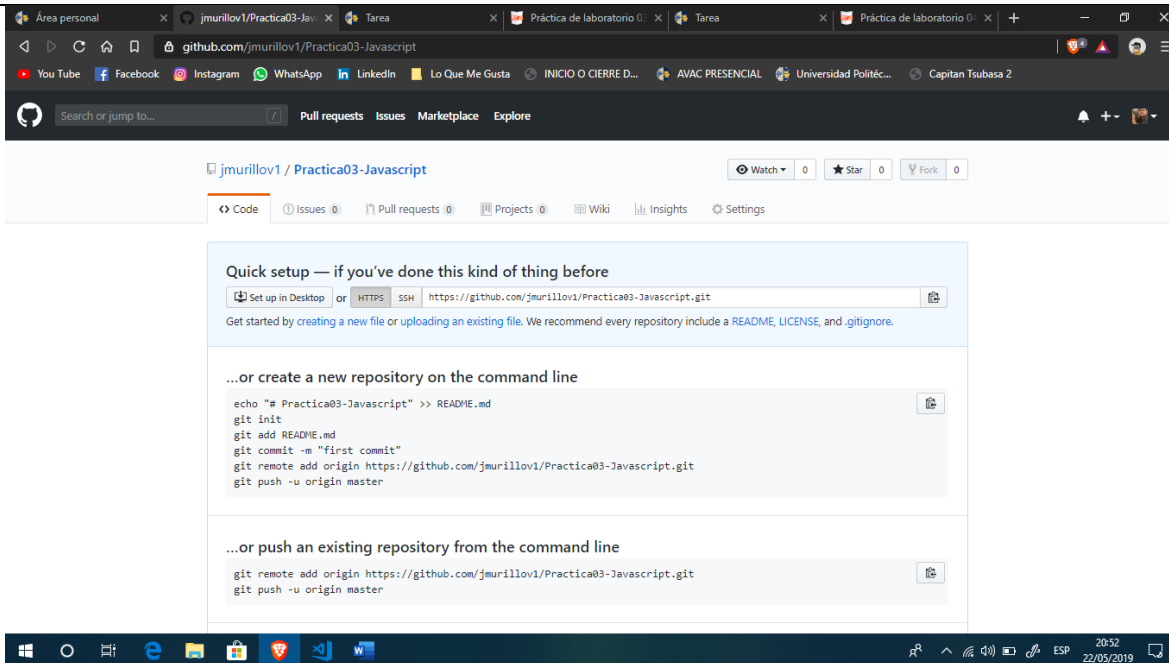 Área personal
jmurillov1/Practica03-Jav
Tarea
Práctica de laboratorio 03
Tarea
Práctica de laboratorio 04
github.com/jmurillov1/Practica03-Javascript
You Tube
Facebook
Instagram
WhatsApp
LinkedIn
Lo Que Me Gusta
INICIO O CIERRE D...
AVAC PRESENCIAL
Universidad Politéc...
Capitan Tsubasa 2
Search or jump to...
/
Pull requests Issues Marketplace Explore
jmurillov1 / Practica03-Javascript
Watch 0
Star 0
Fork 0
Code
Issues 0
Pull requests 0
Projects 0
Wiki
Insights
Settings
Quick setup — if you've done this kind of thing before
Set up in Desktop or HTTPS SSH https://github.com/jmurillov1/Practica03-Javascript.git
Get started by creating a new file or uploading an existing file. We recommend every repository include a README, LICENSE, and .gitignore.
...or create a new repository on the command line
echo "# Practica03-Javascript" >> README.md
git init
git add README.md
git commit -m "first commit"
git remote add origin https://github.com/jmurillov1/Practica03-Javascript.git
git push -u origin master
...or push an existing repository from the command line
git remote add origin https://github.com/jmurillov1/Practica03-Javascript.git
git push -u origin master
ESP
20:52
22/05/2019